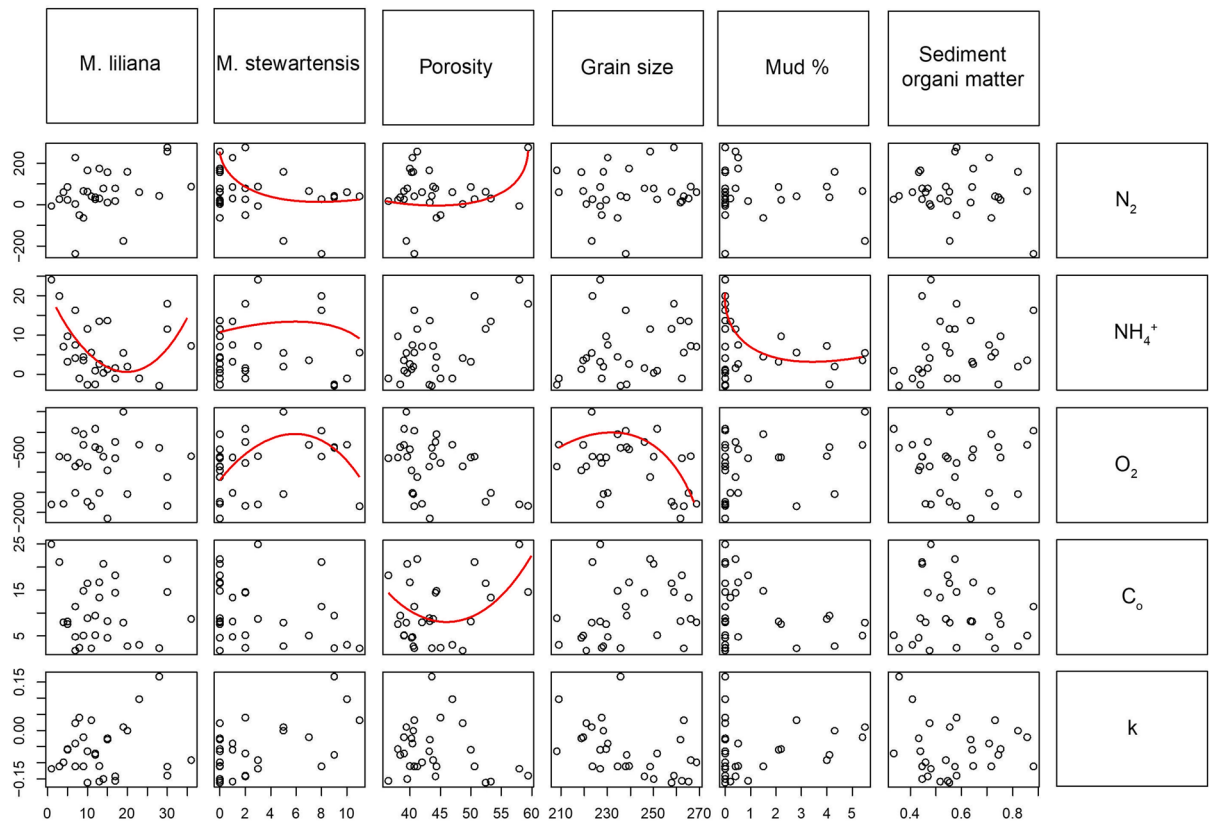 M. liliana M. stewartensis Porosity Grain size Mud % Sediment
organi matter
200
0
−200
N₂
20
10
0
NH₄⁺
−500
−2000
O₂
25
15
5
Cₒ
0.15
0.00
−0.15
k
0 10 20 30 0 2 4 6 8 10 40 45 50 55 60 210 230 250 270 0 1 2 3 4 5 0.4 0.6 0.8